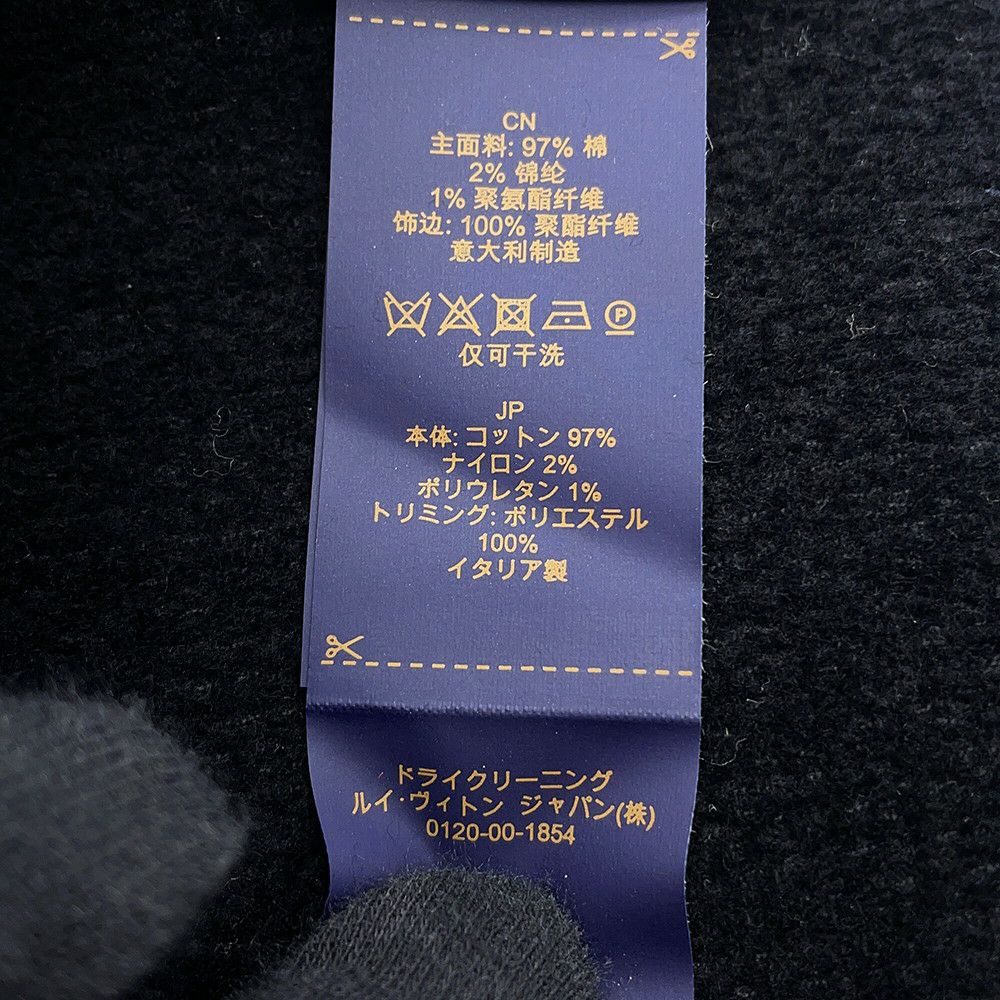 CN
主面料: 97% 棉
2% 锦纶
1% 聚氨酯纤维
饰边: 100% 聚酯纤维
意大利制造
P
仅可干洗
JP
本体: コットン 97%
ナイロン 2%
ポリウレタン 1%
トリミング: ポリエステル
100%
イタリア製
ドライクリーニング
ルイ·ヴィトン ジャパン(株)
0120-00-1854